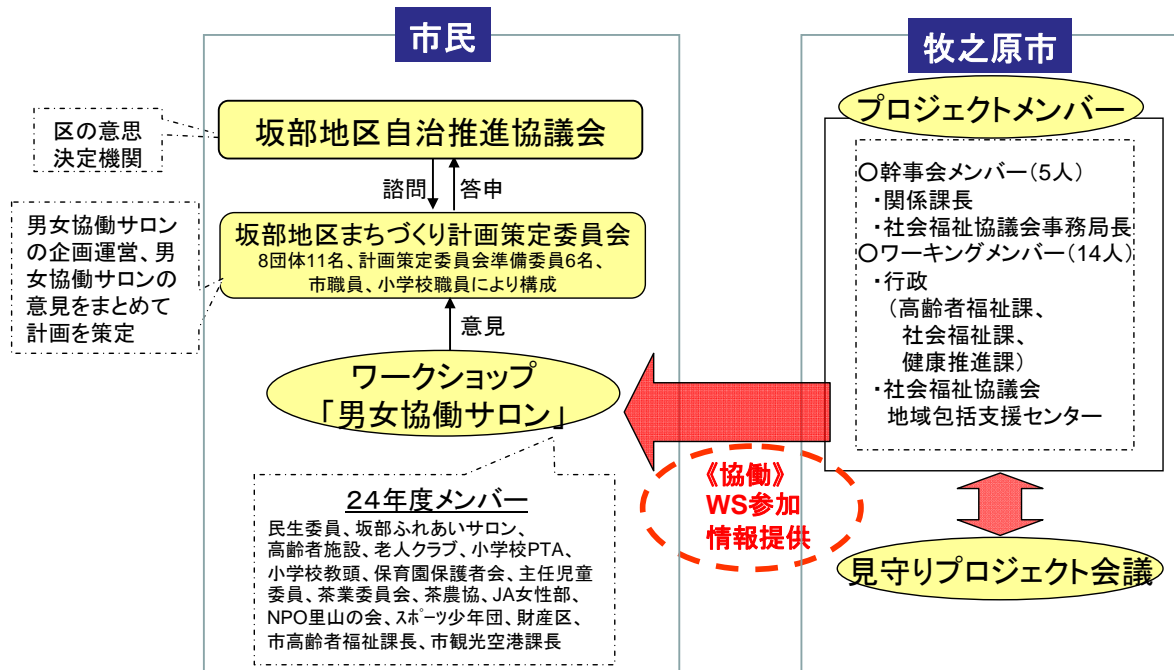 市民
坂部地区自治推進協議会
区の意思
決定機関
諮問
答申
坂部地区まちづくり計画策定委員会
8団体11名、計画策定委員会準備委員6名、
市職員、小学校職員により構成
男女協働サロン
の企画運営、男
女協働サロンの
意見をまとめて
計画を策定
意見
ワークショップ
「男女協働サロン」
24年度メンバー
民生委員、坂部ふれあいサロン、
高齢者施設、老人クラブ、小学校PTA、
小学校教頭、保育園保護者会、主任児童
委員、茶業委員会、茶農協、JA女性部、
NPO里山の会、スポーツ少年団、財産区、
市高齢者福祉課長、市観光空港課長
《協働》
WS参加
情報提供
牧之原市
プロジェクトメンバー
○幹事会メンバー(5人)
・関係課長
・社会福祉協議会事務局長
○ワーキングメンバー(14人)
・行政
(高齢者福祉課、
社会福祉課、
健康推進課)
・社会福祉協議会
地域包括支援センター
見守りプロジェクト会議